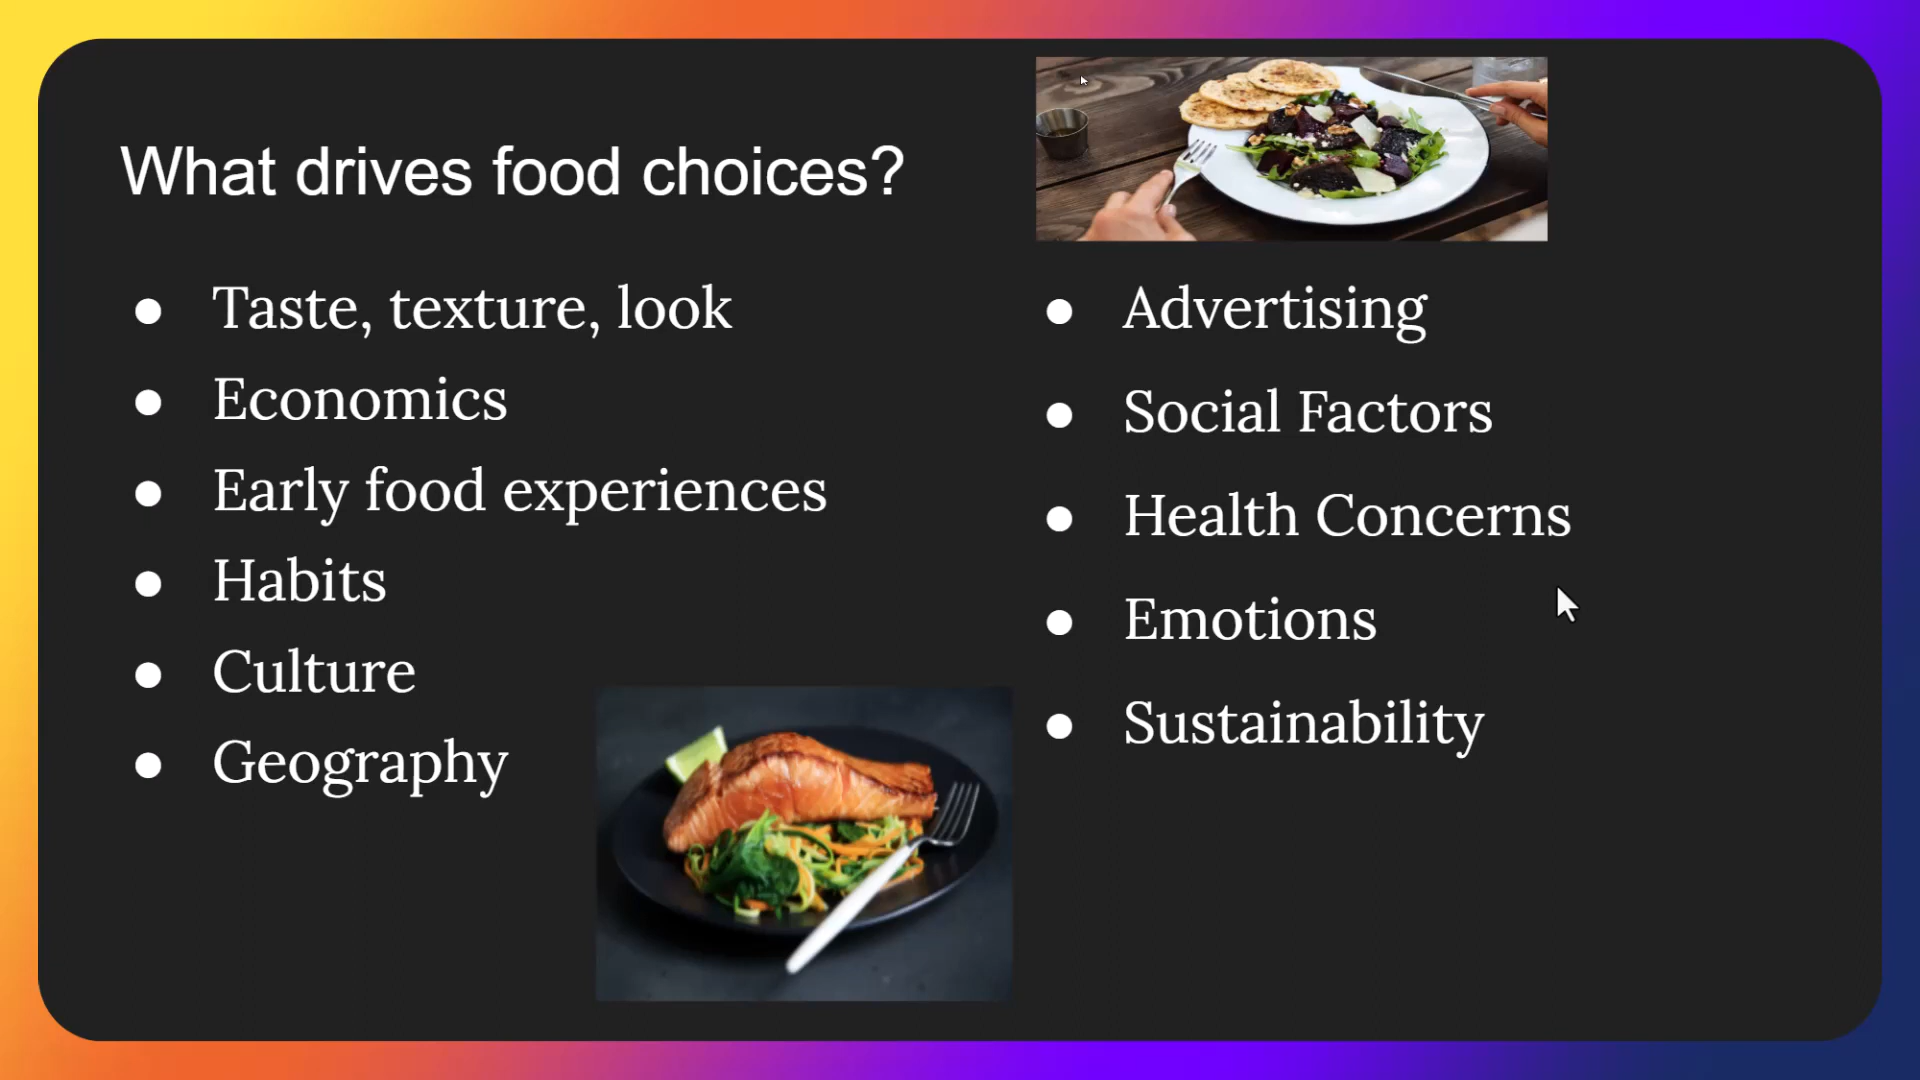 What drives food choices?
● Taste, texture, look
● Economics
● Early food experiences
● Habits
● Culture
● Geography
● Advertising
● Social Factors
● Health Concerns
● Emotions
● Sustainability